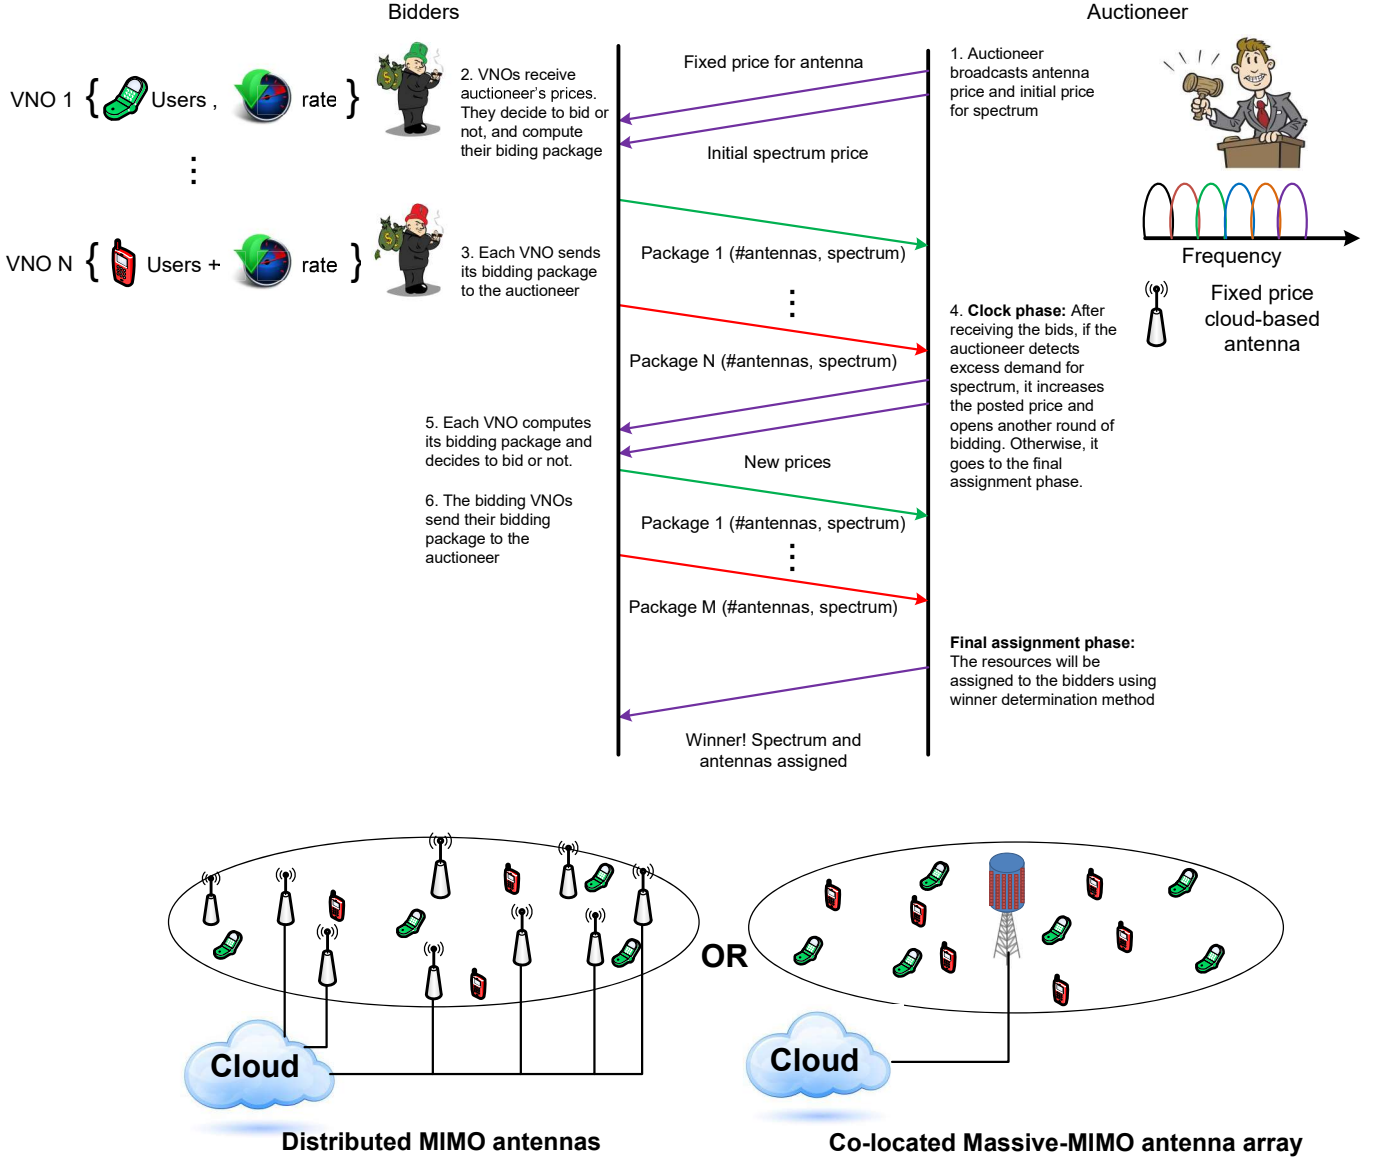 Bidders
Auctioneer
VNO 1 { Users , rate }
2. VNOs receive
auctioneer's prices.
They decide to bid or
not, and compute
their biding package
Fixed price for antenna
1. Auctioneer
broadcasts antenna
price and initial price
for spectrum
Initial spectrum price
VNO N { Users + rate }
3. Each VNO sends
its bidding package
to the auctioneer
Package 1 (#antennas, spectrum)
Frequency
Fixed price
cloud-based
antenna
4. Clock phase: After
receiving the bids, if the
auctioneer detects
excess demand for
spectrum, it increases
the posted price and
opens another round of
bidding. Otherwise, it
goes to the final
assignment phase.
Package N (#antennas, spectrum)
5. Each VNO computes
its bidding package and
decides to bid or not.
New prices
6. The bidding VNOs
send their bidding
package to the
auctioneer
Package 1 (#antennas, spectrum)
Package M (#antennas, spectrum)
Final assignment phase:
The resources will be
assigned to the bidders using
winner determination method
Winner! Spectrum and
antennas assigned
OR
Cloud
Cloud
Distributed MIMO antennas
Co-located Massive-MIMO antenna array